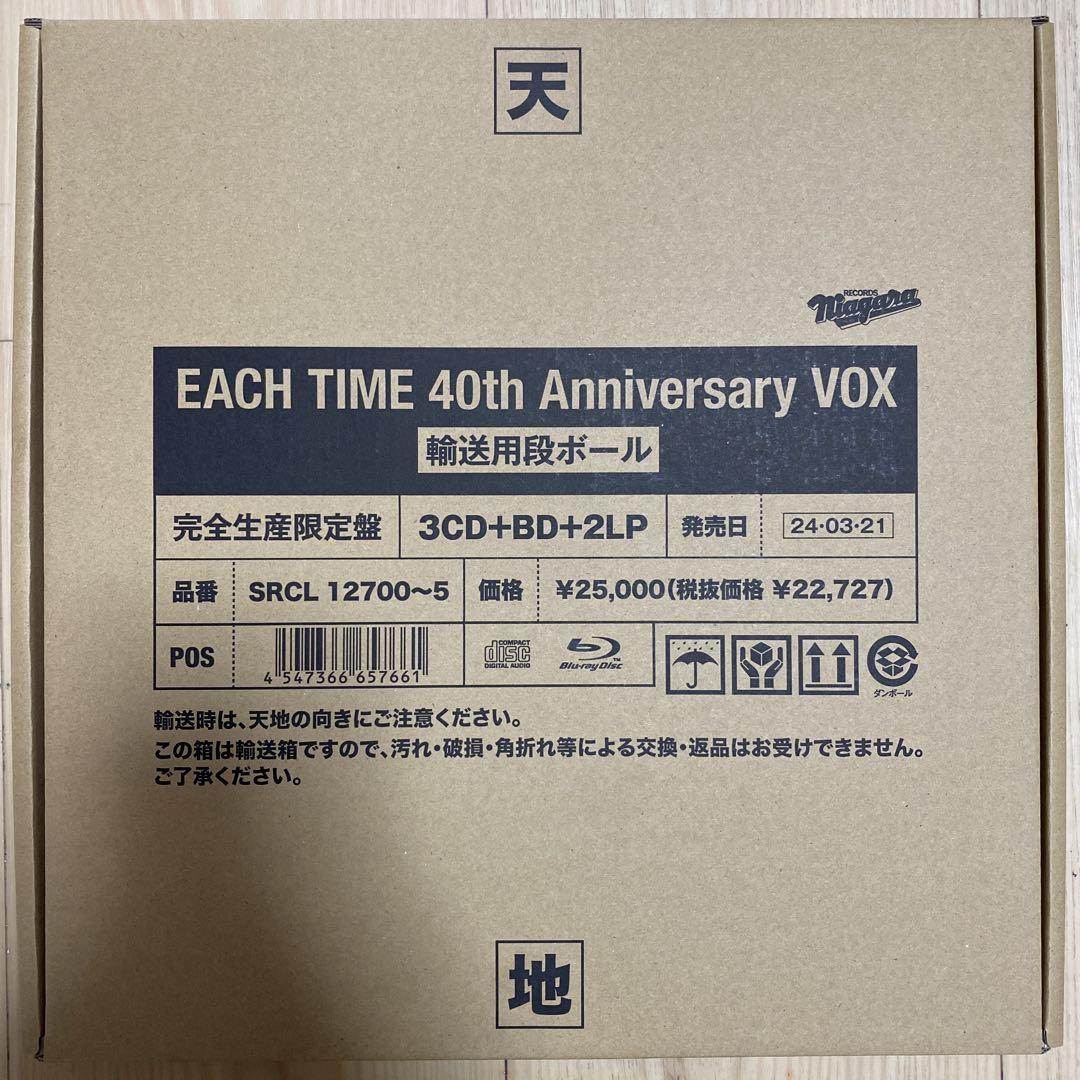 天
RECORDS
Niagara
EACH TIME 40th Anniversary VOX
輸送用段ボール
完全生産限定盤 3CD+BD+2LP 発売日 24・03・21
品番 SRCL 12700〜5 価格 ¥25,000(税抜価格 ¥22,727)
POS 4 547366 657661 COMPACT disc DIGITAL AUDIO Blu-ray Disc™
ダンボール
輸送時は、天地の向きにご注意ください。
この箱は輸送箱ですので、汚れ・破損・角折れ等による交換・返品はお受けできません。
ご了承ください。
地